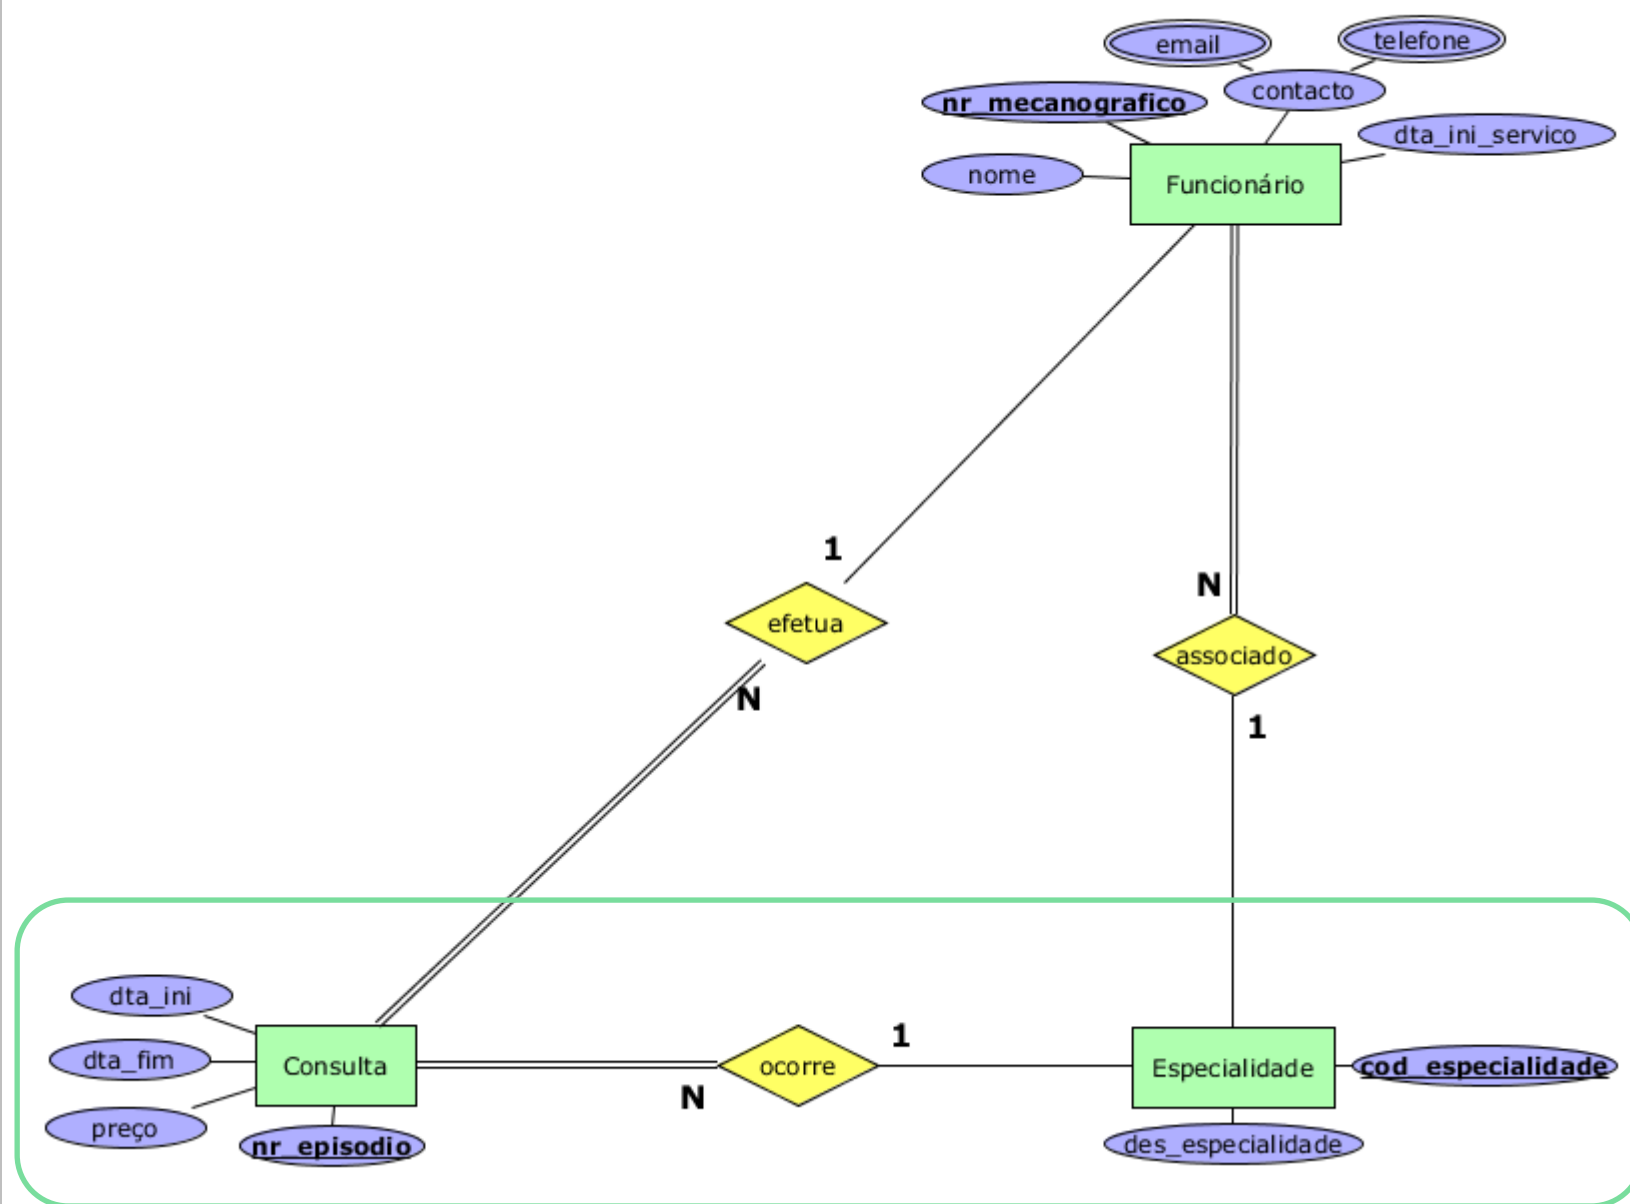 email
telefone
contacto
nr_mecanografico
dta_ini_servico
nome
Funcionário
1
N
efetua
associado
N
1
dta_ini
1
dta_fim
Consulta
ocorre
Especialidade
cod_especialidade
N
preço
nr_episodio
des_especialidade